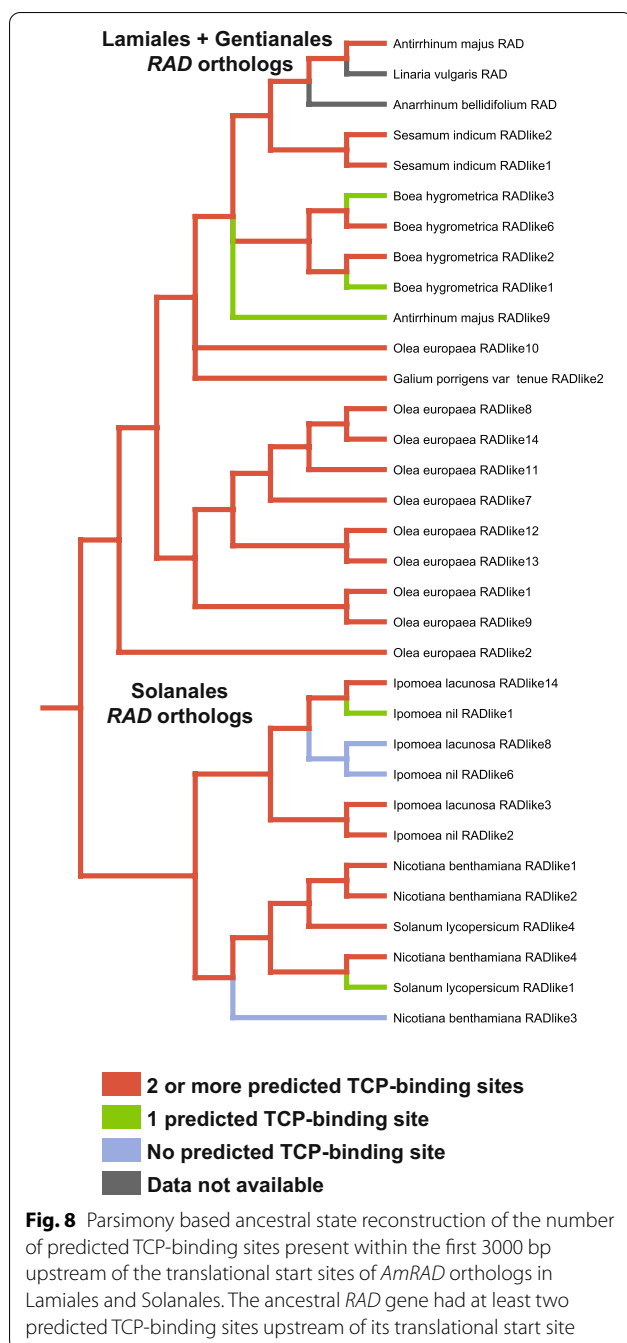 Lamiales + Gentianales
RAD orthologs
Antirrhinum majus RAD
Linaria vulgaris RAD
Anarrhinum bellidifolium RAD
Sesamum indicum RADlike2
Sesamum indicum RADlike1
Boea hygrometrica RADlike3
Boea hygrometrica RADlike6
Boea hygrometrica RADlike2
Boea hygrometrica RADlike1
Antirrhinum majus RADlike9
Olea europaea RADlike10
Galium porrigens var tenue RADlike2
Olea europaea RADlike8
Olea europaea RADlike14
Olea europaea RADlike11
Olea europaea RADlike7
Olea europaea RADlike12
Olea europaea RADlike13
Olea europaea RADlike1
Olea europaea RADlike9
Olea europaea RADlike2
Solanales
RAD orthologs
Ipomoea lacunosa RADlike14
Ipomoea nil RADlike1
Ipomoea lacunosa RADlike8
Ipomoea nil RADlike6
Ipomoea lacunosa RADlike3
Ipomoea nil RADlike2
Nicotiana benthamiana RADlike1
Nicotiana benthamiana RADlike2
Solanum lycopersicum RADlike4
Nicotiana benthamiana RADlike4
Solanum lycopersicum RADlike1
Nicotiana benthamiana RADlike3
2 or more predicted TCP-binding sites
1 predicted TCP-binding site
No predicted TCP-binding site
Data not available
Fig. 8 Parsimony based ancestral state reconstruction of the number
of predicted TCP-binding sites present within the first 3000 bp
upstream of the translational start sites of AmRAD orthologs in
Lamiales and Solanales. The ancestral RAD gene had at least two
predicted TCP-binding sites upstream of its translational start site